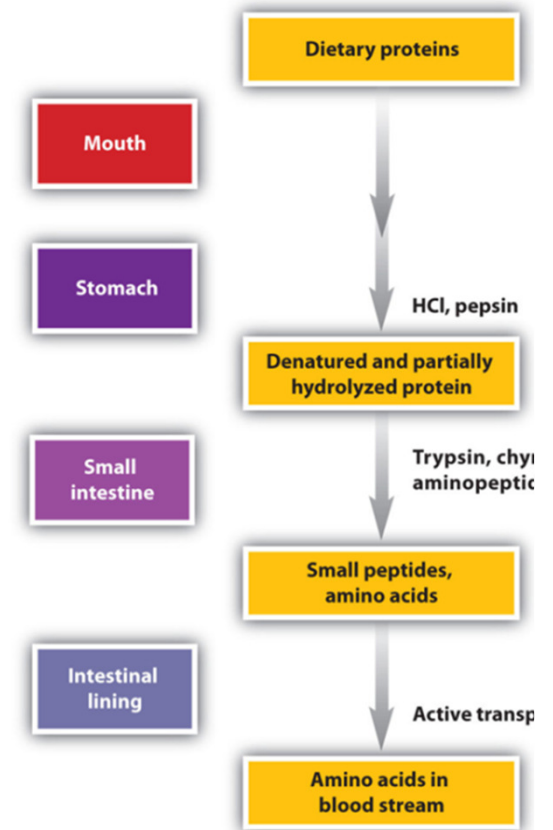 Dietary proteins
Mouth
Stomach
HCl, pepsin
Denatured and partially
hydrolyzed protein
Small
intestine
Trypsin,
Small peptides,
amino acids
Intestinal
lining
Active
Amino acids in
blood stream